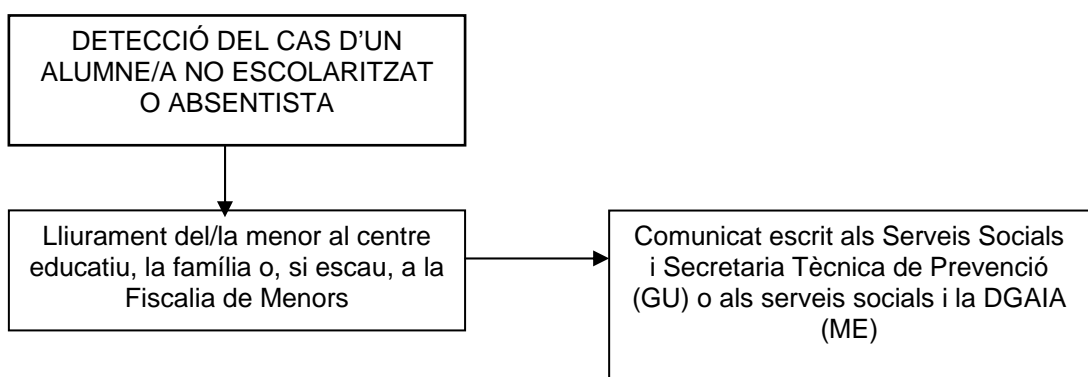 DETECCIÓ DEL CAS D’UN
ALUMNE/A NO ESCOLARITZAT
O ABSENTISTA
Lliurament del/la menor al centre
educatiu, la família o, si escau, a la
Fiscalia de Menors
Comunicat escrit als Serveis Socials
i Secretaria Tècnica de Prevenció
(GU) o als serveis socials i la DGAIA
(ME)